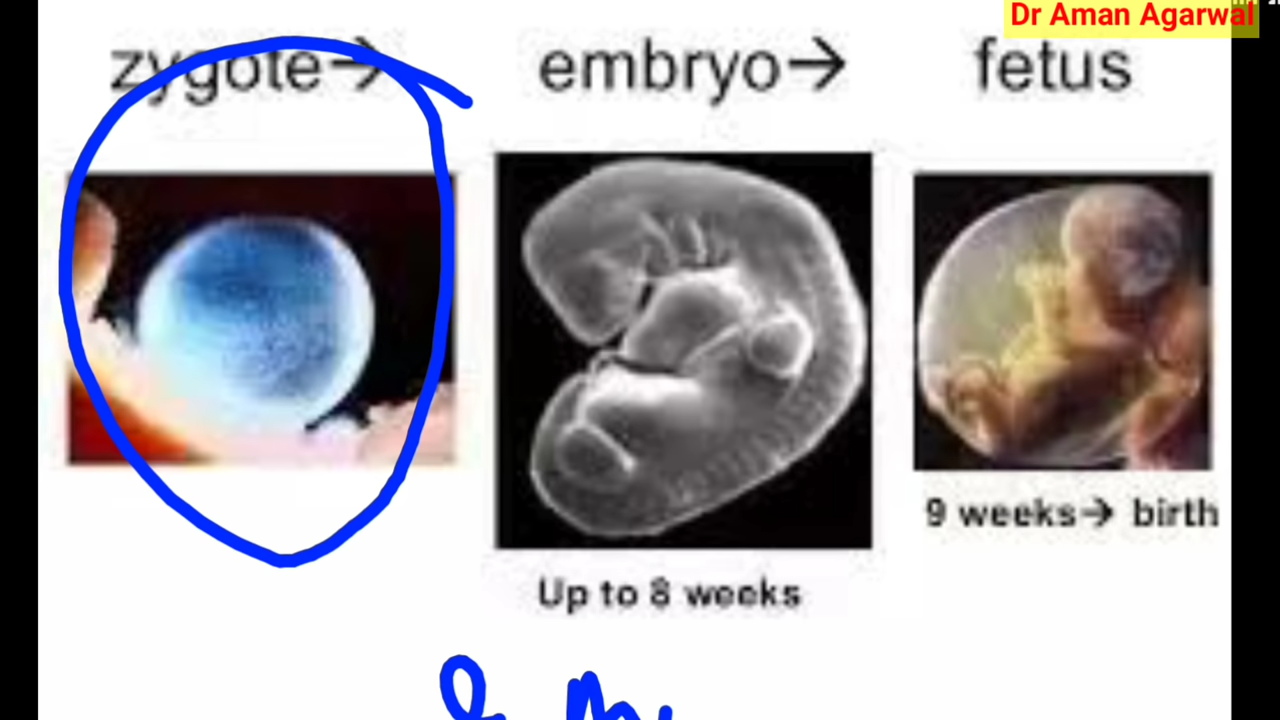 Dr Aman Agarwal
zygote→ embryo→ fetus
9 weeks→ birth
Up to 8 weeks